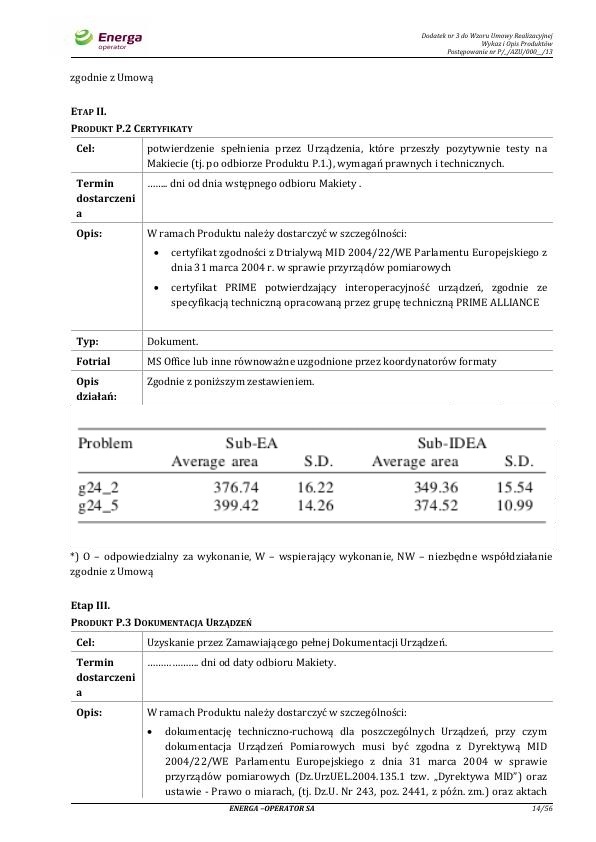 Energa
operator
Dodatek nr 3 do Wzoru Umowy Realizacyjnej
Wykaz i Opis Produktów
Postępowanie nr P/_/AZU/000__/13
zgodnie z Umową
ETAP II.
PRODUKT P.2 CERTYFIKATY
Cel: potwierdzenie spełnienia przez Urządzenia, które przeszły pozytywnie testy na
Makiecie (tj. po odbiorze Produktu P.1.), wymagań prawnych i technicznych.
Termin ........ dni od dnia wstępnego odbioru Makiety .
dostarczeni
a
Opis: W ramach Produktu należy dostarczyć w szczególności:
• certyfikat zgodności z Dtrialywą MID 2004/22/WE Parlamentu Europejskiego z
dnia 31 marca 2004 r. w sprawie przyrządów pomiarowych
• certyfikat PRIME potwierdzający interoperacyjność urządzeń, zgodnie ze
specyfikacją techniczną opracowaną przez grupę techniczną PRIME ALLIANCE
Typ: Dokument.
Fotrial MS Office lub inne równoważne uzgodnione przez koordynatorów formaty
Opis Zgodnie z poniższym zestawieniem.
działań:
Problem Sub-EA Sub-IDEA
Average area S.D. Average area S.D.
g24_2 376.74 16.22 349.36 15.54
g24_5 399.42 14.26 374.52 10.99
*) O – odpowiedzialny za wykonanie, W – wspierający wykonanie, NW – niezbędne współdziałanie
zgodnie z Umową
Etap III.
PRODUKT P.3 DOKUMENTACJA URZĄDZEŃ
Cel: Uzyskanie przez Zamawiającego pełnej Dokumentacji Urządzeń.
Termin ................... dni od daty odbioru Makiety.
dostarczeni
a
Opis: W ramach Produktu należy dostarczyć w szczególności:
• dokumentację techniczno-ruchową dla poszczególnych Urządzeń, przy czym
dokumentacja Urządzeń Pomiarowych musi być zgodna z Dyrektywą MID
2004/22/WE Parlamentu Europejskiego z dnia 31 marca 2004 w sprawie
przyrządów pomiarowych (Dz.UrzUEL.2004.135.1 tzw. „Dyrektywa MID”) oraz
ustawie - Prawo o miarach, (tj. Dz.U. Nr 243, poz. 2441, z późn. zm.) oraz aktach
ENERGA –OPERATOR SA 14/56